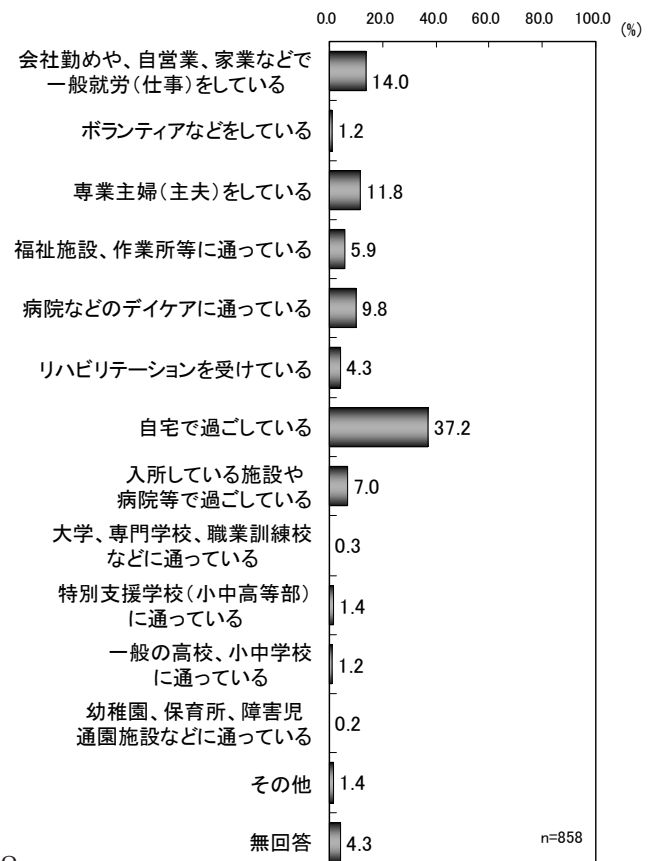 0.0 20.0 40.0 60.0 80.0 100.0
(%)
会社勤めや、自営業、家業などで
一般就労(仕事)をしている
14.0
ボランティアなどをしている
1.2
専業主婦(主夫)をしている
11.8
福祉施設、作業所等に通っている
5.9
病院などのデイケアに通っている
9.8
リハビリテーションを受けている
4.3
自宅で過ごしている
37.2
入所している施設や
病院等で過ごしている
7.0
大学、専門学校、職業訓練校
などに通っている
0.3
特別支援学校(小中高等部)
に通っている
1.4
一般の高校、小中学校
に通っている
1.2
幼稚園、保育所、障害児
通園施設などに通っている
0.2
その他
1.4
無回答
4.3
n=858